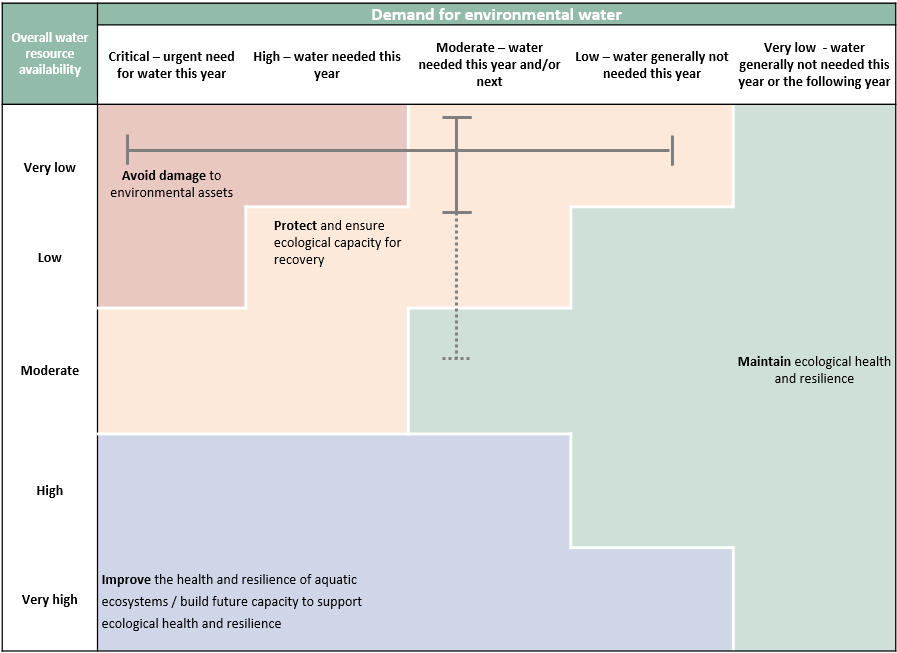 Demand for environmental water
Overall water
resource
availability
Critical – urgent need
for water this year
High – water needed this
year
Moderate – water
needed this year and/or
next
Low – water generally not
needed this year
Very low  - water
generally not needed this
year or the following year
Very low
Avoid damage to
environmental assets
Low
Protect and ensure
ecological capacity for
recovery
Moderate
Maintain ecological health
and resilience
High
Very high
Improve the health and resilience of aquatic
ecosystems / build future capacity to support
ecological health and resilience